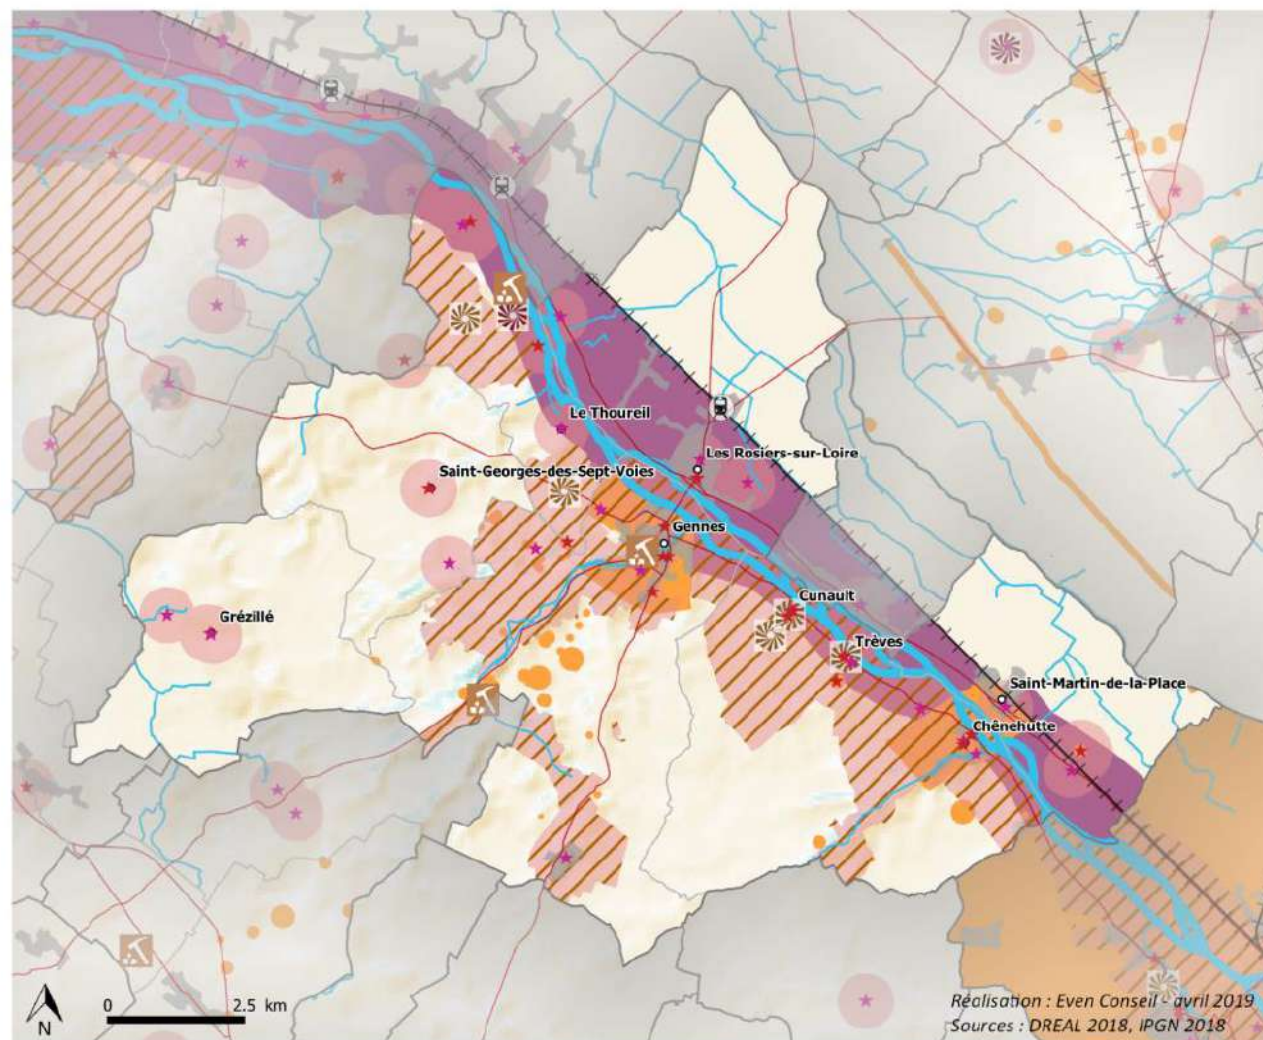 Le Thoureil
Les Rosiers-sur-Loire
Saint-Georges-des-Sept-Voies
Gennes
Cunault
Grézillé
Trèves
Saint-Martin-de-la-Place
Chênehutte
N
0 2.5 km
Réalisation : Even Conseil - avril 2019
Sources : DREAL 2018, IPGN 2018